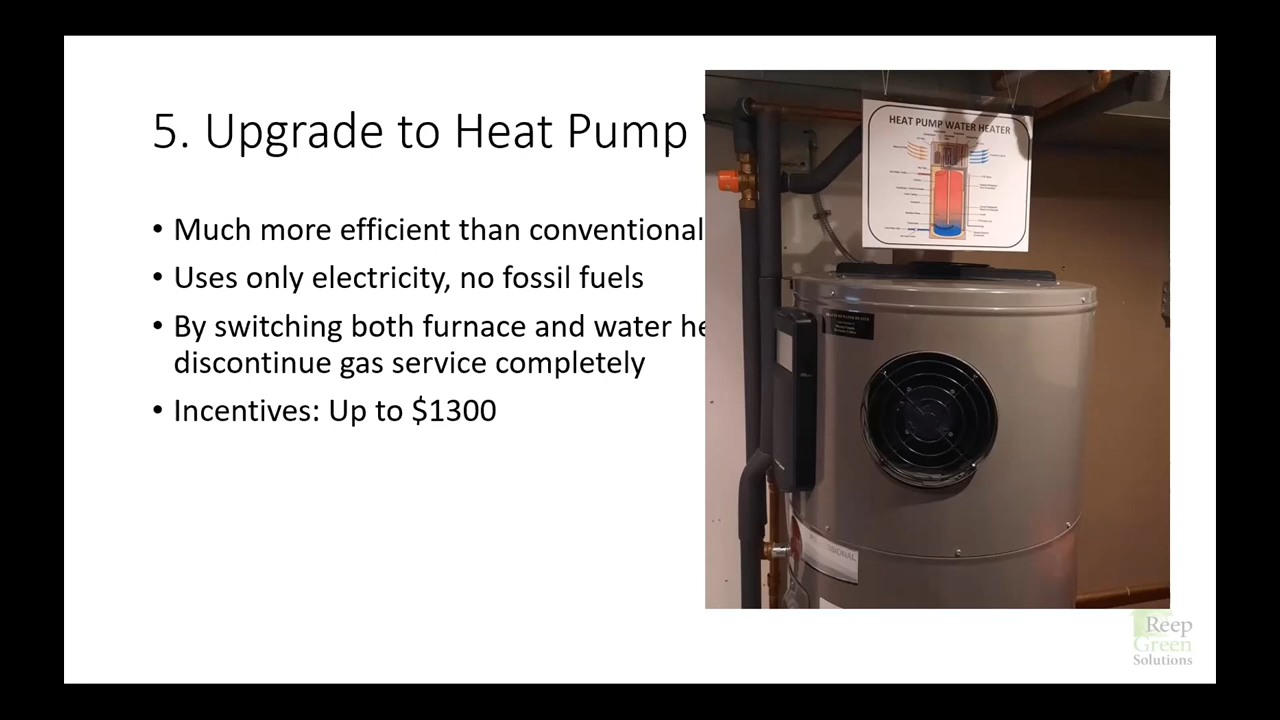 5. Upgrade to Heat Pump
• Much more efficient than conventional
• Uses only electricity, no fossil fuels
• By switching both furnace and water he
discontinue gas service completely
• Incentives: Up to $1300
HEAT PUMP WATER HEATER
SIONAL
Reep
Green
Solutions